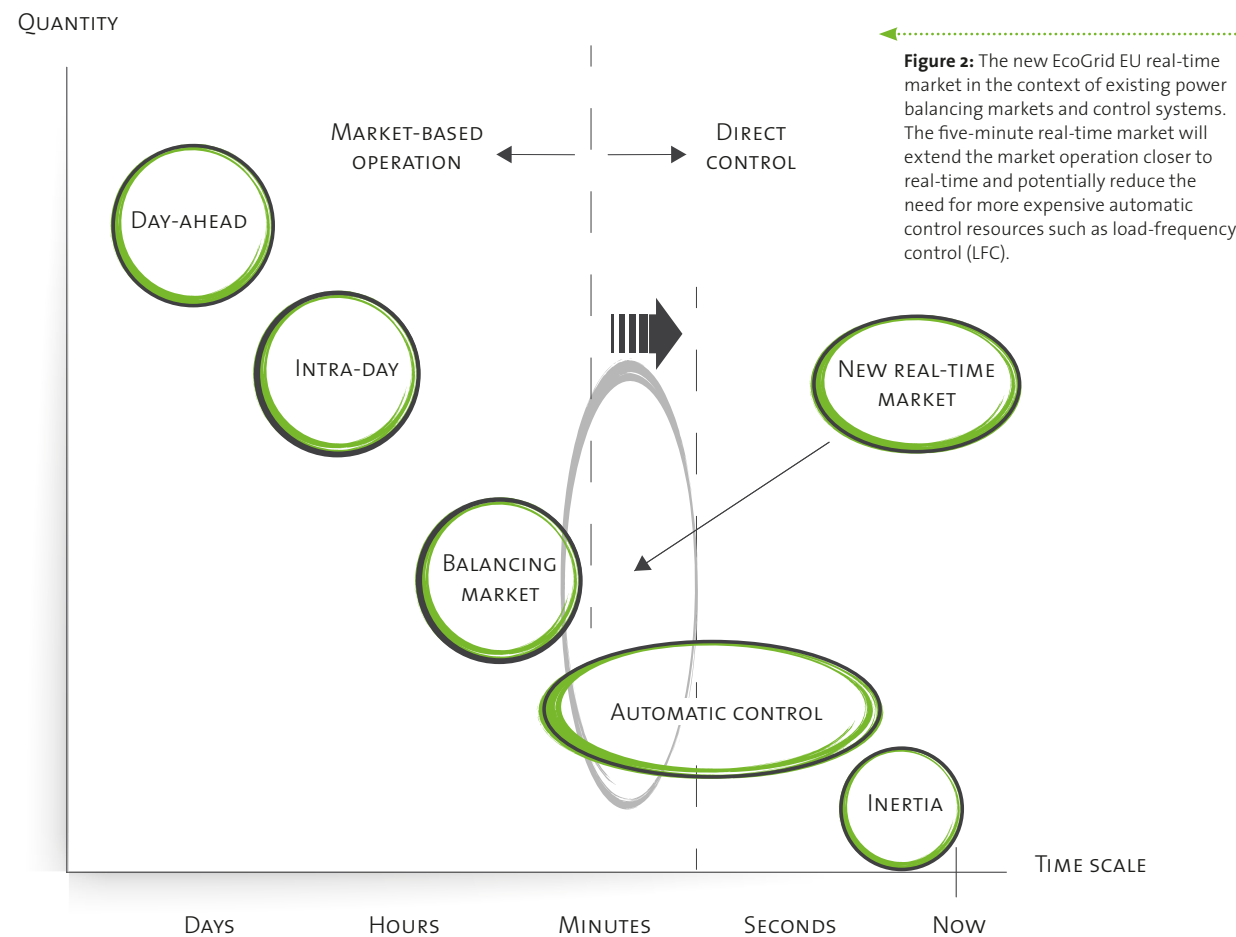 Quantity
Figure 2: The new EcoGrid EU real-time
market in the context of existing power
balancing markets and control systems.
The five-minute real-time market will
extend the market operation closer to
real-time and potentially reduce the
need for more expensive automatic
control resources such as load-frequency
control (LFC).
Market-based
operation
Direct
control
Day-ahead
Intra-day
New real-time
market
Balancing
market
Automatic control
Inertia
Time scale
Days
Hours
Minutes
Seconds
Now